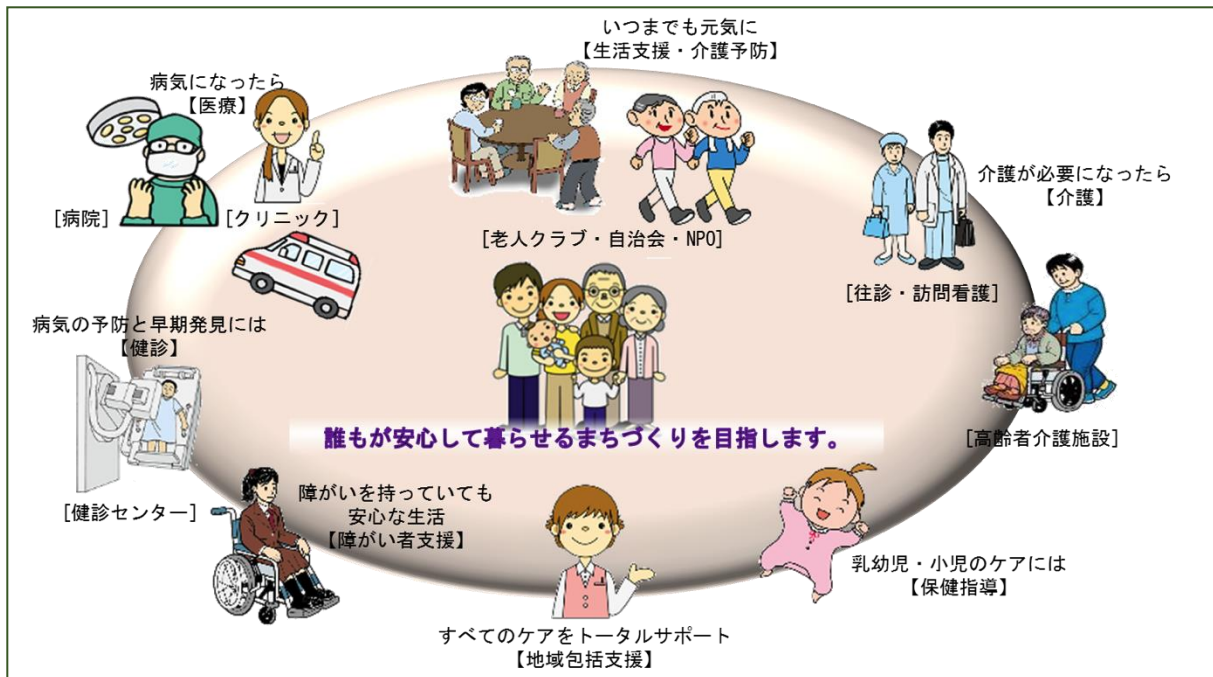 いつまでも元気に
【生活支援・介護予防】
病気になったら
【医療】
[病院]
[クリニック]
[老人クラブ・自治会・NPO]
介護が必要になったら
【介護】
[往診・訪問看護]
病気の予防と早期発見には
【健診】
誰もが安心して暮らせるまちづくりを目指します。
[高齢者介護施設]
[健診センター]
障がいを持っていても
安心な生活
【障がい者支援】
乳幼児・小児のケアには
【保健指導】
すべてのケアをトータルサポート
【地域包括支援】